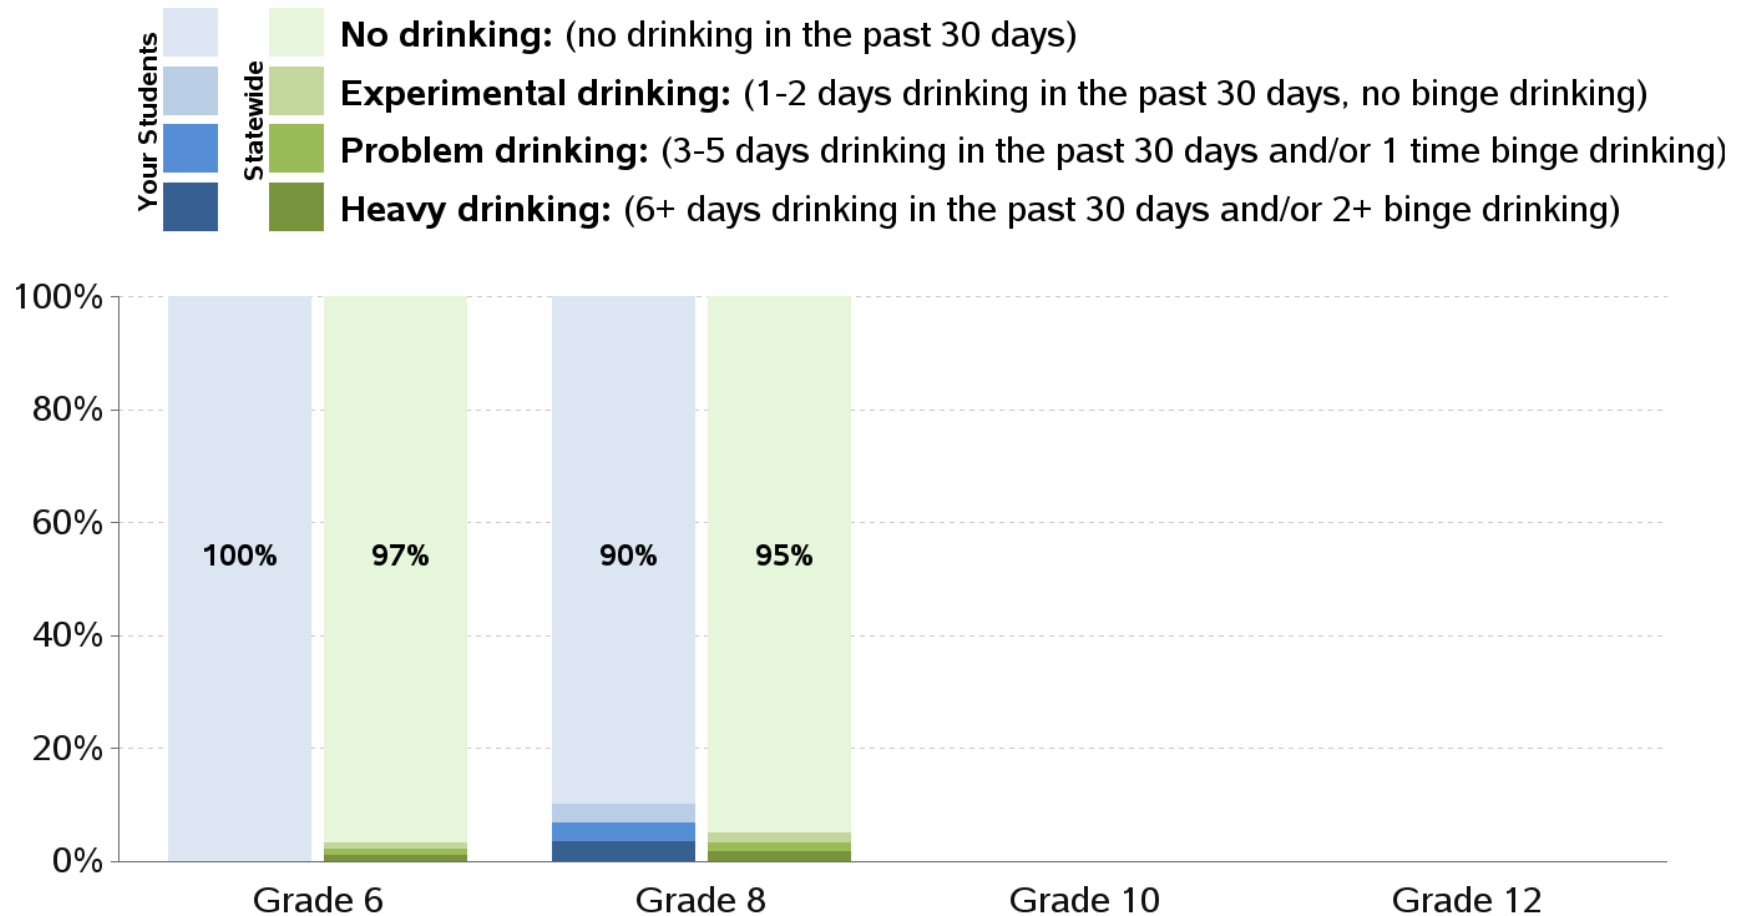 Your Students
Statewide
No drinking: (no drinking in the past 30 days)
Experimental drinking: (1-2 days drinking in the past 30 days, no binge drinking)
Problem drinking: (3-5 days drinking in the past 30 days and/or 1 time binge drinking)
Heavy drinking: (6+ days drinking in the past 30 days and/or 2+ binge drinking)
100%
80%
60%
40%
20%
0%
100%
97%
90%
95%
Grade 6
Grade 8
Grade 10
Grade 12